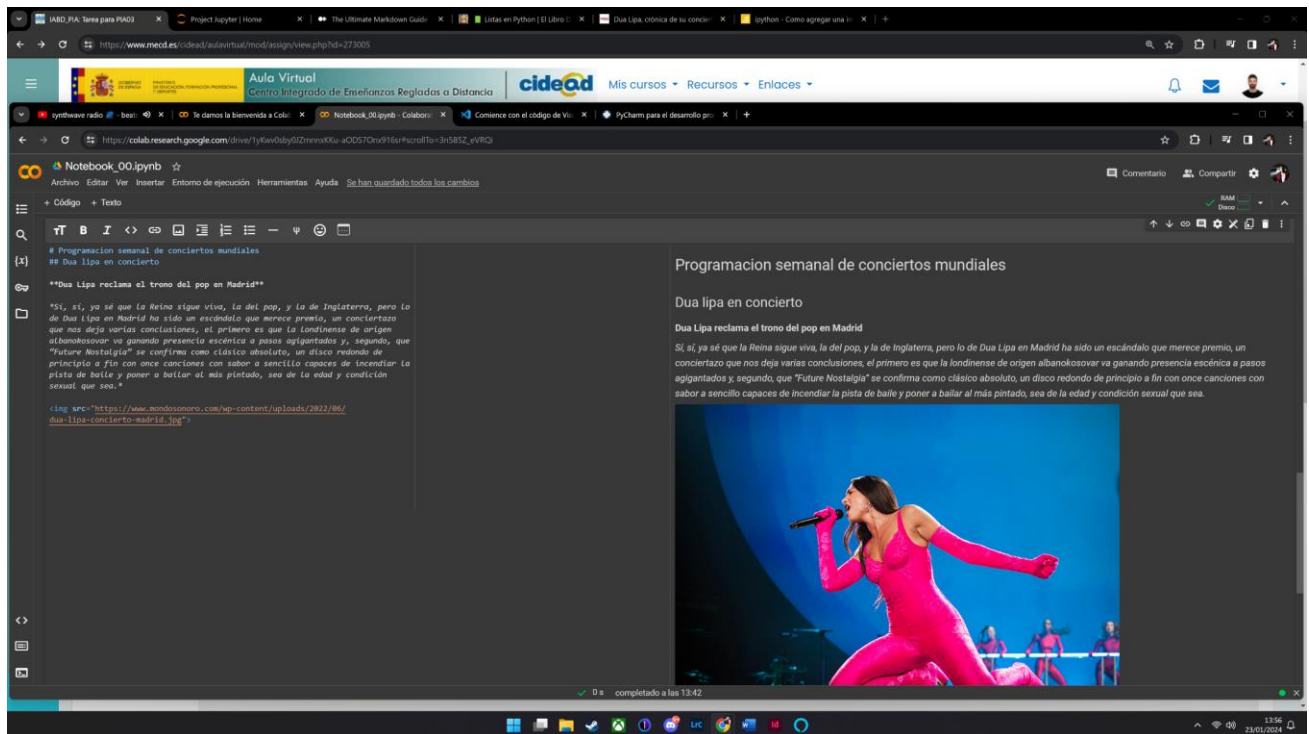 IABD_PIA: Tarea para PIA03
Project Jupyter | Home
The Ultimate Markdown Guide
Listas en Python | El Libro D
Dua Lipa, crónica de su concier
ipython - Como agregar una i
https://www.mecd.es/cidead/aulavirtual/mod/assign/view.php?id=273005
GOBIERNO DE ESPAÑA
MINISTERIO DE EDUCACIÓN, FORMACIÓN PROFESIONAL Y DEPORTES
Aula Virtual
Centro Integrado de Enseñanzas Regladas a Distancia
cidead
Mis cursos
Recursos
Enlaces
synthwave radio
Te damos la bienvenida a Colab
Notebook_00.ipynb - Colabora
Comience con el código de Vis
PyCharm para el desarrollo pro
Notebook_00.ipynb
Archivo Editar Ver Insertar Entorno de ejecución Herramientas Ayuda Se han guardado todos los cambios
Comentario
Compartir
+ Código + Texto
RAM
Disco
# Programacion semanal de conciertos mundiales
## Dua lipa en concierto
**Dua Lipa reclama el trono del pop en Madrid**
*Sí, sí, ya sé que la Reina sigue viva, la del pop, y la de Inglaterra, pero lo
de Dua Lipa en Madrid ha sido un escándalo que merece premio, un conciertazo
que nos deja varias conclusiones, el primero es que la londinense de origen
albanokosovar va ganando presencia escénica a pasos agigantados y, segundo, que
"Future Nostalgia" se confirma como clásico absoluto, un disco redondo de
principio a fin con once canciones con sabor a sencillo capaces de incendiar la
pista de baile y poner a bailar al más pintado, sea de la edad y condición
sexual que sea.*
<img src="https://www.mondosonoro.com/wp-content/uploads/2022/06/
dua-lipa-concierto-madrid.jpg">
Programacion semanal de conciertos mundiales
Dua lipa en concierto
Dua Lipa reclama el trono del pop en Madrid
Sí, sí, ya sé que la Reina sigue viva, la del pop, y la de Inglaterra, pero lo de Dua Lipa en Madrid ha sido un escándalo que merece premio, un
conciertazo que nos deja varias conclusiones, el primero es que la londinense de origen albanokosovar va ganando presencia escénica a pasos
agigantados y, segundo, que "Future Nostalgia" se confirma como clásico absoluto, un disco redondo de principio a fin con once canciones con
sabor a sencillo capaces de incendiar la pista de baile y poner a bailar al más pintado, sea de la edad y condición sexual que sea.
0 s completado a las 13:42
LrC
Id
13:56
23/01/2024